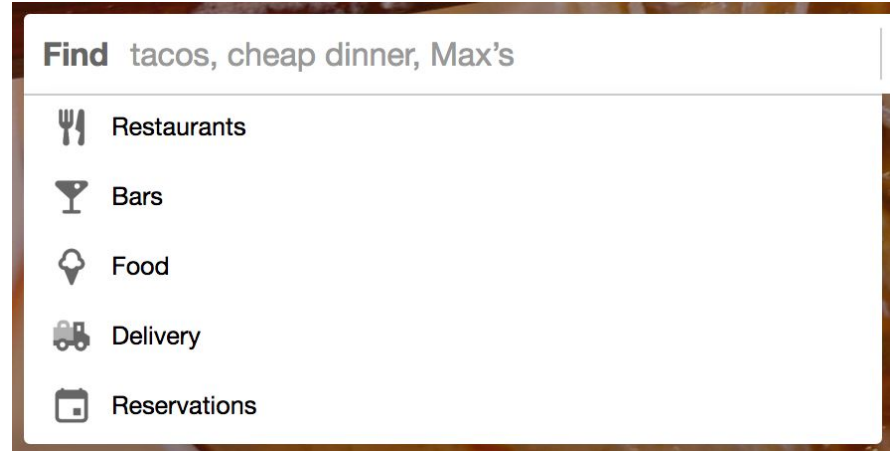 Find tacos, cheap dinner, Max’s
Restaurants
Bars
Food
Delivery
Reservations